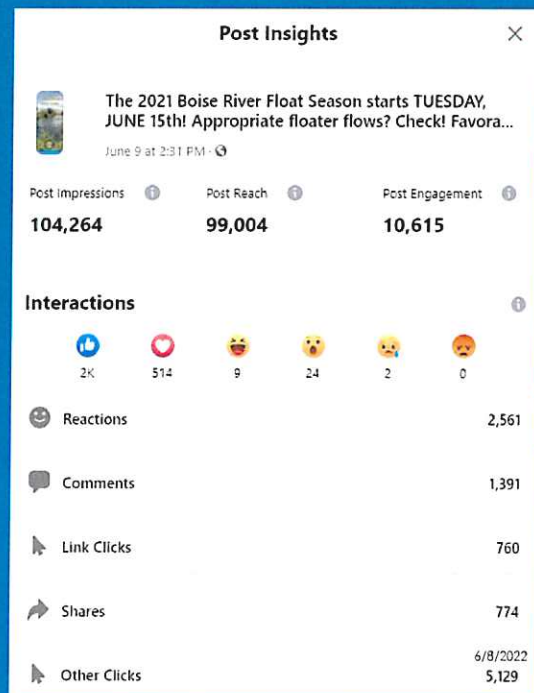 Post Insights
The 2021 Boise River Float Season starts TUESDAY,
JUNE 15th! Appropriate floater flows? Check! Favora...
June 9 at 2:31 PM ·
Post Impressions Post Reach Post Engagement
104,264 99,004 10,615
Interactions
2K 514 9 24 2 0
Reactions 2,561
Comments 1,391
Link Clicks 760
Shares 774
6/8/2022
Other Clicks 5,129